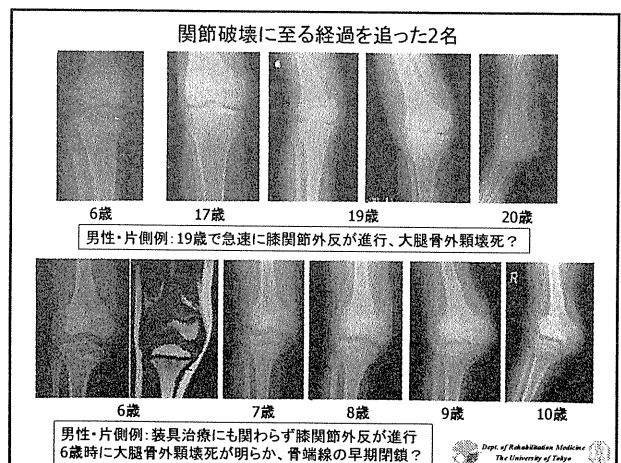 関節破壊に至る経過を追った2名
6歳
17歳
19歳
20歳
男性・片側例:19歳で急速に膝関節外反が進行、大腿骨外顆壊死?
R
6歳
7歳
8歳
9歳
10歳
男性・片側例:装具治療にも関わらず膝関節外反が進行
6歳時に大腿骨外顆壊死が明らか、骨端線の早期閉鎖?
Dept. of Rehabilitation Medicine
The University of Tokyo